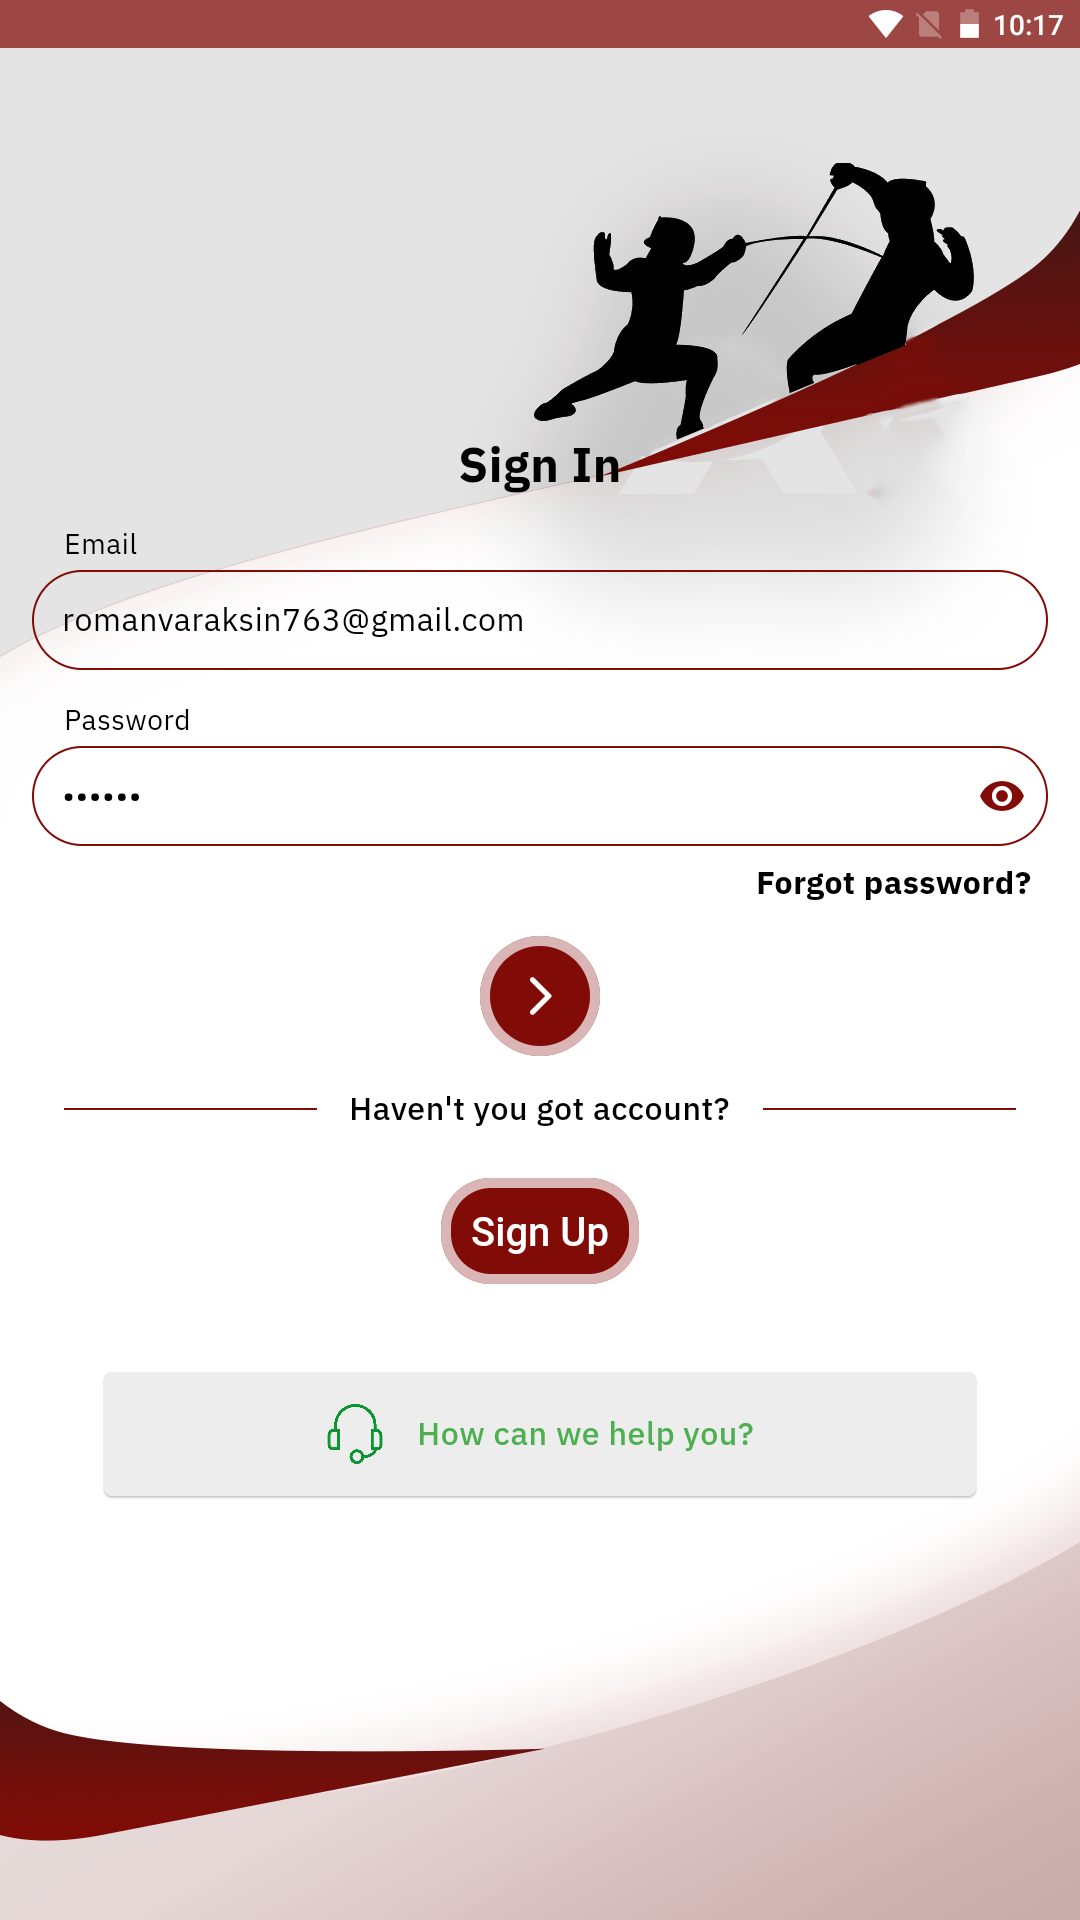 10:17
Sign In
Email
romanvaraksin763@gmail.com
Password
••••••
Forgot password?
Haven't you got account?
Sign Up
How can we help you?